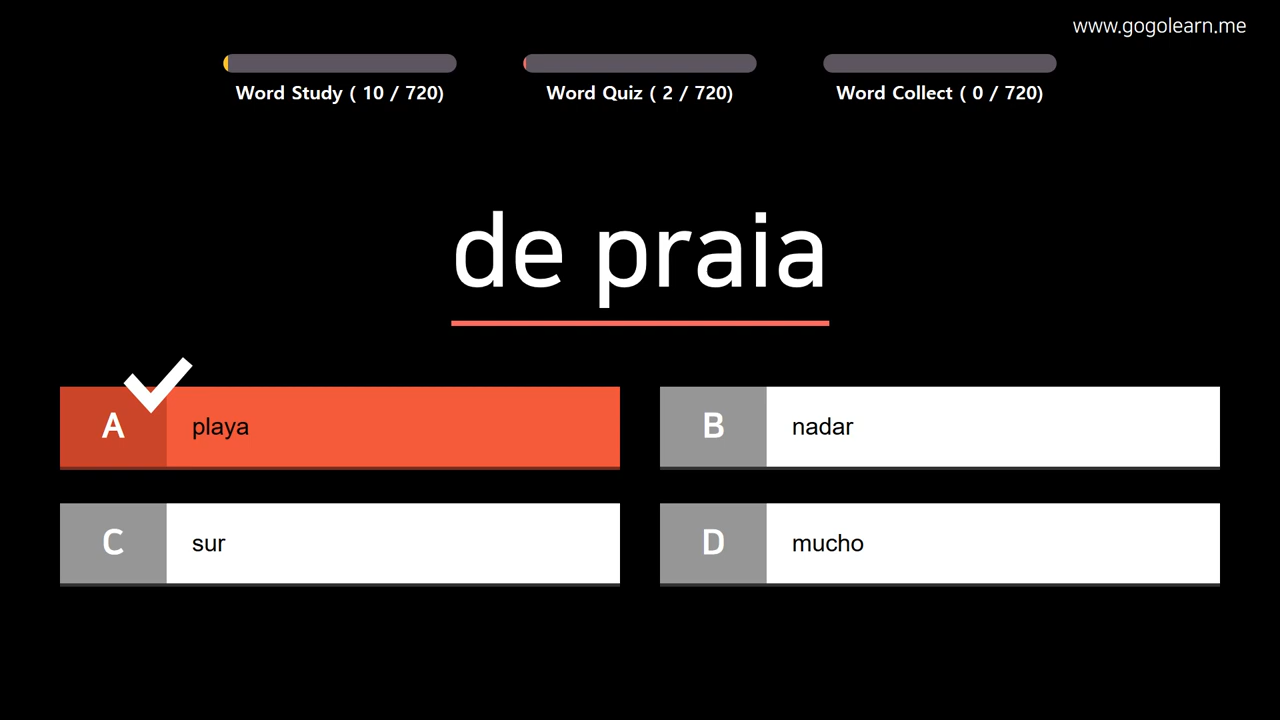 www.gogolearn.me
Word Study ( 10 / 720)
Word Quiz ( 2 / 720)
Word Collect ( 0 / 720)
de praia
A
playa
B
nadar
C
sur
D
mucho